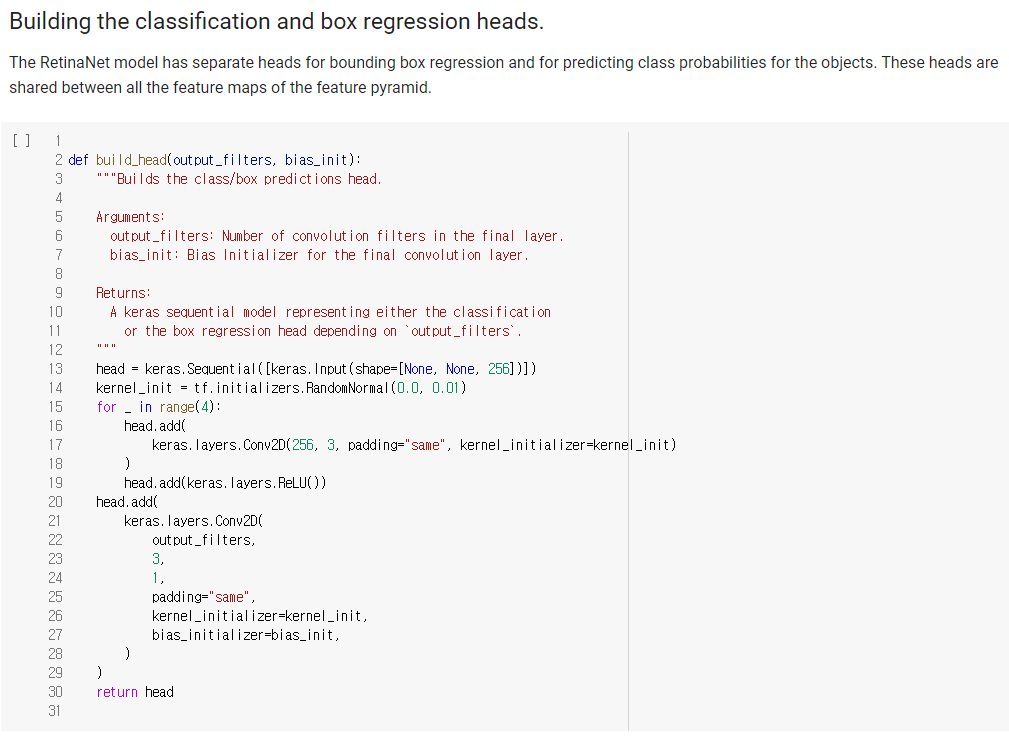 Building the classification and box regression heads.
The RetinaNet model has separate heads for bounding box regression and for predicting class probabilities for the objects. These heads are
shared between all the feature maps of the feature pyramid.
[ ] 1
2 def build_head(output_filters, bias_init):
3     """Builds the class/box predictions head.
4
5     Arguments:
6       output_filters: Number of convolution filters in the final layer.
7       bias_init: Bias Initializer for the final convolution layer.
8
9     Returns:
10       A keras sequential model representing either the classification
11         or the box regression head depending on `output_filters`.
12     """
13     head = keras.Sequential([keras.Input(shape=[None, None, 256])])
14     kernel_init = tf.initializers.RandomNormal(0.0, 0.01)
15     for _ in range(4):
16         head.add(
17             keras.layers.Conv2D(256, 3, padding="same", kernel_initializer=kernel_init)
18         )
19         head.add(keras.layers.ReLU())
20     head.add(
21         keras.layers.Conv2D(
22             output_filters,
23             3,
24             1,
25             padding="same",
26             kernel_initializer=kernel_init,
27             bias_initializer=bias_init,
28         )
29     )
30     return head
31